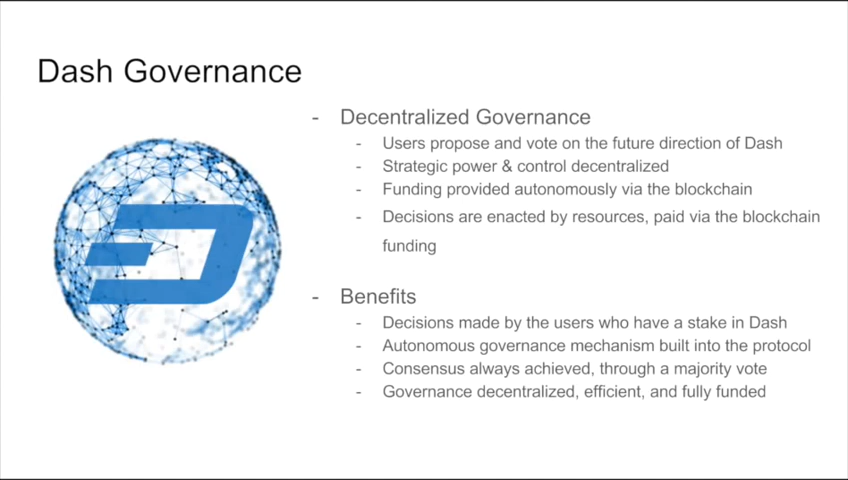 Dash Governance
- Decentralized Governance
- Users propose and vote on the future direction of Dash
- Strategic power & control decentralized
- Funding provided autonomously via the blockchain
- Decisions are enacted by resources, paid via the blockchain
funding
- Benefits
- Decisions made by the users who have a stake in Dash
- Autonomous governance mechanism built into the protocol
- Consensus always achieved, through a majority vote
- Governance decentralized, efficient, and fully funded